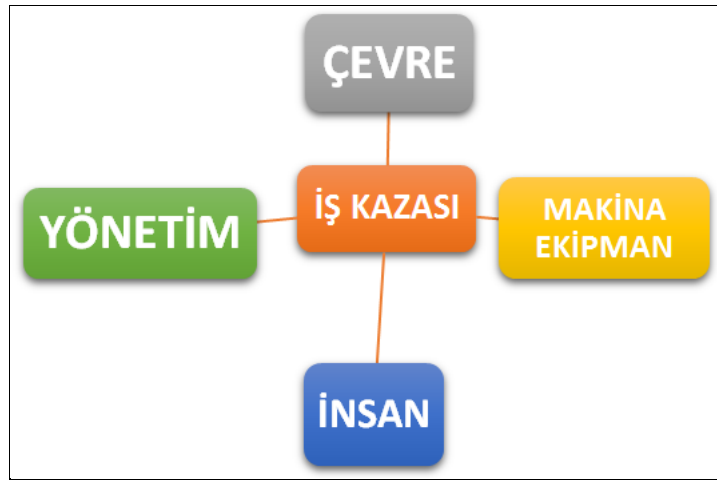 ÇEVRE
YÖNETİM
İŞ KAZASI
MAKİNA
EKİPMAN
İNSAN